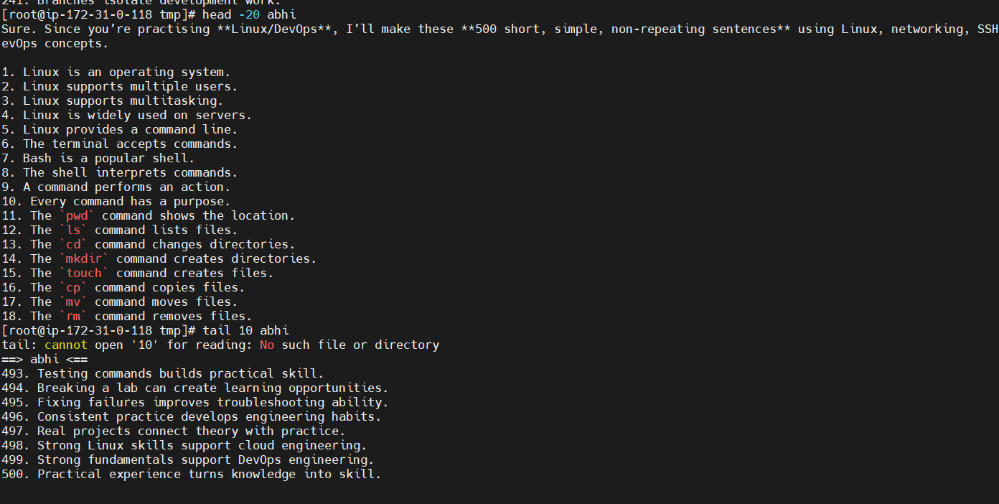 241. Branches isolate development work.
[root@ip-172-31-0-118 tmp]# head -20 abhi
Sure. Since you’re practising **Linux/DevOps**, I’ll make these **500 short, simple, non-repeating sentences** using Linux, networking, SSH
evOps concepts.
1. Linux is an operating system.
2. Linux supports multiple users.
3. Linux supports multitasking.
4. Linux is widely used on servers.
5. Linux provides a command line.
6. The terminal accepts commands.
7. Bash is a popular shell.
8. The shell interprets commands.
9. A command performs an action.
10. Every command has a purpose.
11. The `pwd` command shows the location.
12. The `ls` command lists files.
13. The `cd` command changes directories.
14. The `mkdir` command creates directories.
15. The `touch` command creates files.
16. The `cp` command copies files.
17. The `mv` command moves files.
18. The `rm` command removes files.
[root@ip-172-31-0-118 tmp]# tail 10 abhi
tail: cannot open '10' for reading: No such file or directory
==> abhi <==
493. Testing commands builds practical skill.
494. Breaking a lab can create learning opportunities.
495. Fixing failures improves troubleshooting ability.
496. Consistent practice develops engineering habits.
497. Real projects connect theory with practice.
498. Strong Linux skills support cloud engineering.
499. Strong fundamentals support DevOps engineering.
500. Practical experience turns knowledge into skill.